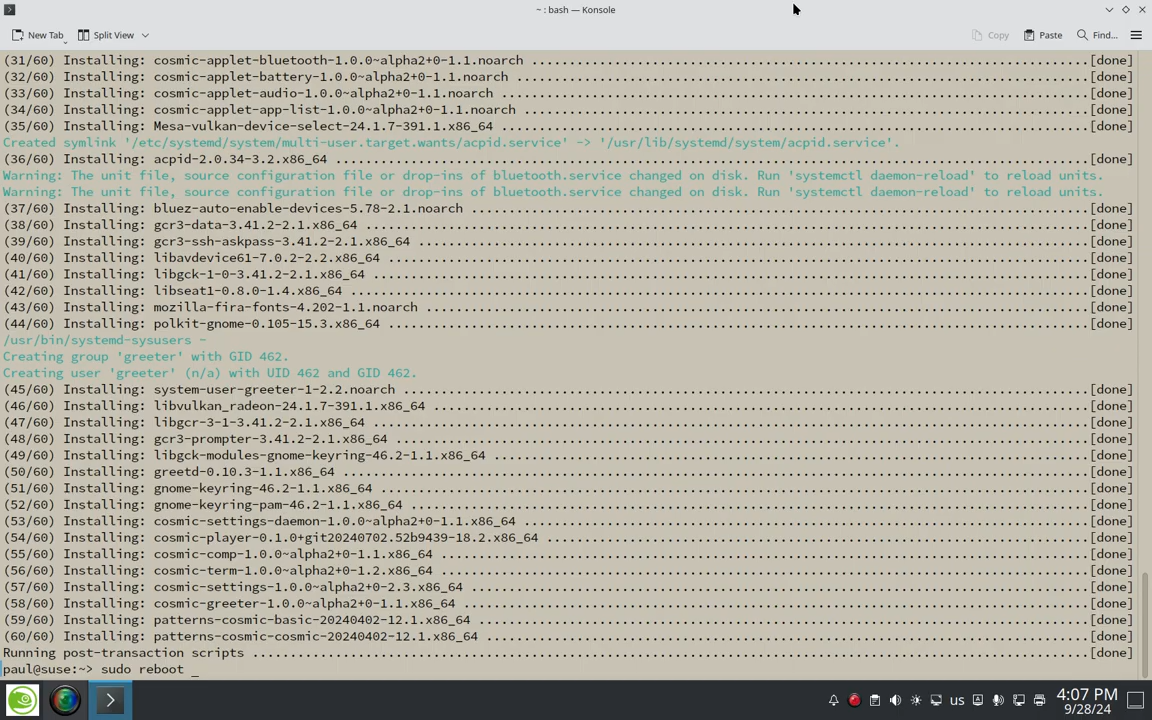 ~ : bash — Konsole
New Tab
Split View
Copy
Paste
Find...
(31/60) Installing: cosmic-applet-bluetooth-1.0.0~alpha2+0-1.1.noarch ..........................................................................[done]
(32/60) Installing: cosmic-applet-battery-1.0.0~alpha2+0-1.1.noarch ............................................................................[done]
(33/60) Installing: cosmic-applet-audio-1.0.0~alpha2+0-1.1.noarch ..............................................................................[done]
(34/60) Installing: cosmic-applet-app-list-1.0.0~alpha2+0-1.1.noarch ...........................................................................[done]
(35/60) Installing: Mesa-vulkan-device-select-24.1.7-391.1.x86_64 ..............................................................................[done]
Created symlink '/etc/systemd/system/multi-user.target.wants/acpid.service' -> '/usr/lib/systemd/system/acpid.service'.
(36/60) Installing: acpid-2.0.34-3.2.x86_64 ....................................................................................................[done]
Warning: The unit file, source configuration file or drop-ins of bluetooth.service changed on disk. Run 'systemctl daemon-reload' to reload units.
Warning: The unit file, source configuration file or drop-ins of bluetooth.service changed on disk. Run 'systemctl daemon-reload' to reload units.
(37/60) Installing: bluez-auto-enable-devices-5.78-2.1.noarch ..................................................................................[done]
(38/60) Installing: gcr3-data-3.41.2-2.1.x86_64 ................................................................................................[done]
(39/60) Installing: gcr3-ssh-askpass-3.41.2-2.1.x86_64 .........................................................................................[done]
(40/60) Installing: libavdevice61-7.0.2-2.2.x86_64 .............................................................................................[done]
(41/60) Installing: libgck-1-0-3.41.2-2.1.x86_64 ...............................................................................................[done]
(42/60) Installing: libseat1-0.8.0-1.4.x86_64 ..................................................................................................[done]
(43/60) Installing: mozilla-fira-fonts-4.202-1.1.noarch ........................................................................................[done]
(44/60) Installing: polkit-gnome-0.105-15.3.x86_64 .............................................................................................[done]
/usr/bin/systemd-sysusers -
Creating group 'greeter' with GID 462.
Creating user 'greeter' (n/a) with UID 462 and GID 462.
(45/60) Installing: system-user-greeter-1-2.2.noarch ...........................................................................................[done]
(46/60) Installing: libvulkan_radeon-24.1.7-391.1.x86_64 .......................................................................................[done]
(47/60) Installing: libgcr-3-1-3.41.2-2.1.x86_64 ...............................................................................................[done]
(48/60) Installing: gcr3-prompter-3.41.2-2.1.x86_64 ............................................................................................[done]
(49/60) Installing: libgck-modules-gnome-keyring-46.2-1.1.x86_64 ...............................................................................[done]
(50/60) Installing: greetd-0.10.3-1.1.x86_64 ...................................................................................................[done]
(51/60) Installing: gnome-keyring-46.2-1.1.x86_64 ..............................................................................................[done]
(52/60) Installing: gnome-keyring-pam-46.2-1.1.x86_64 ..........................................................................................[done]
(53/60) Installing: cosmic-settings-daemon-1.0.0~alpha2+0-1.1.x86_64 ...........................................................................[done]
(54/60) Installing: cosmic-player-0.1.0+git20240702.52b9439-18.2.x86_64 ........................................................................[done]
(55/60) Installing: cosmic-comp-1.0.0~alpha2+0-1.1.x86_64 ......................................................................................[done]
(56/60) Installing: cosmic-term-1.0.0~alpha2+0-1.2.x86_64 ......................................................................................[done]
(57/60) Installing: cosmic-settings-1.0.0~alpha2+0-2.3.x86_64 ..................................................................................[done]
(58/60) Installing: cosmic-greeter-1.0.0~alpha2+0-1.1.x86_64 ...................................................................................[done]
(59/60) Installing: patterns-cosmic-basic-20240402-12.1.x86_64 .................................................................................[done]
(60/60) Installing: patterns-cosmic-cosmic-20240402-12.1.x86_64 ................................................................................[done]
Running post-transaction scripts ...............................................................................................................[done]
paul@suse:~> sudo reboot _
us
4:07 PM
9/28/24